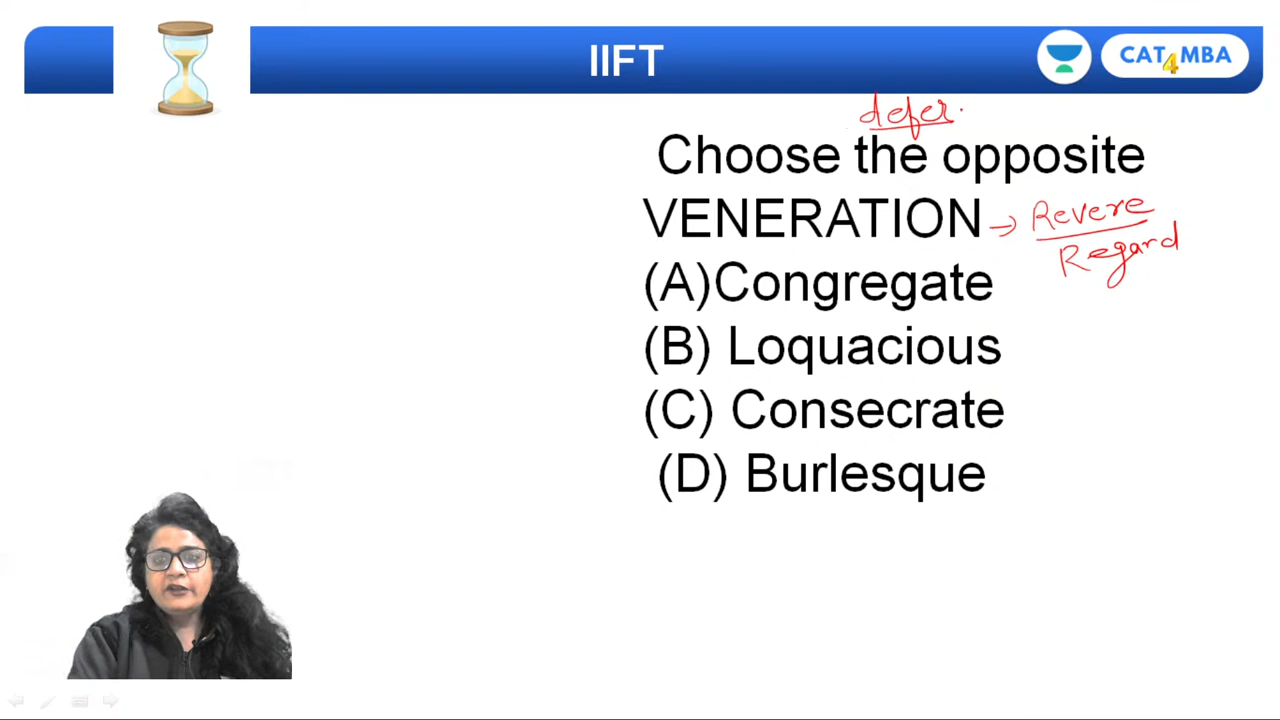 IIFT
CAT4MBA
defer.
Choose the opposite
VENERATION → Revere
Regard
(A)Congregate
(B) Loquacious
(C) Consecrate
(D) Burlesque